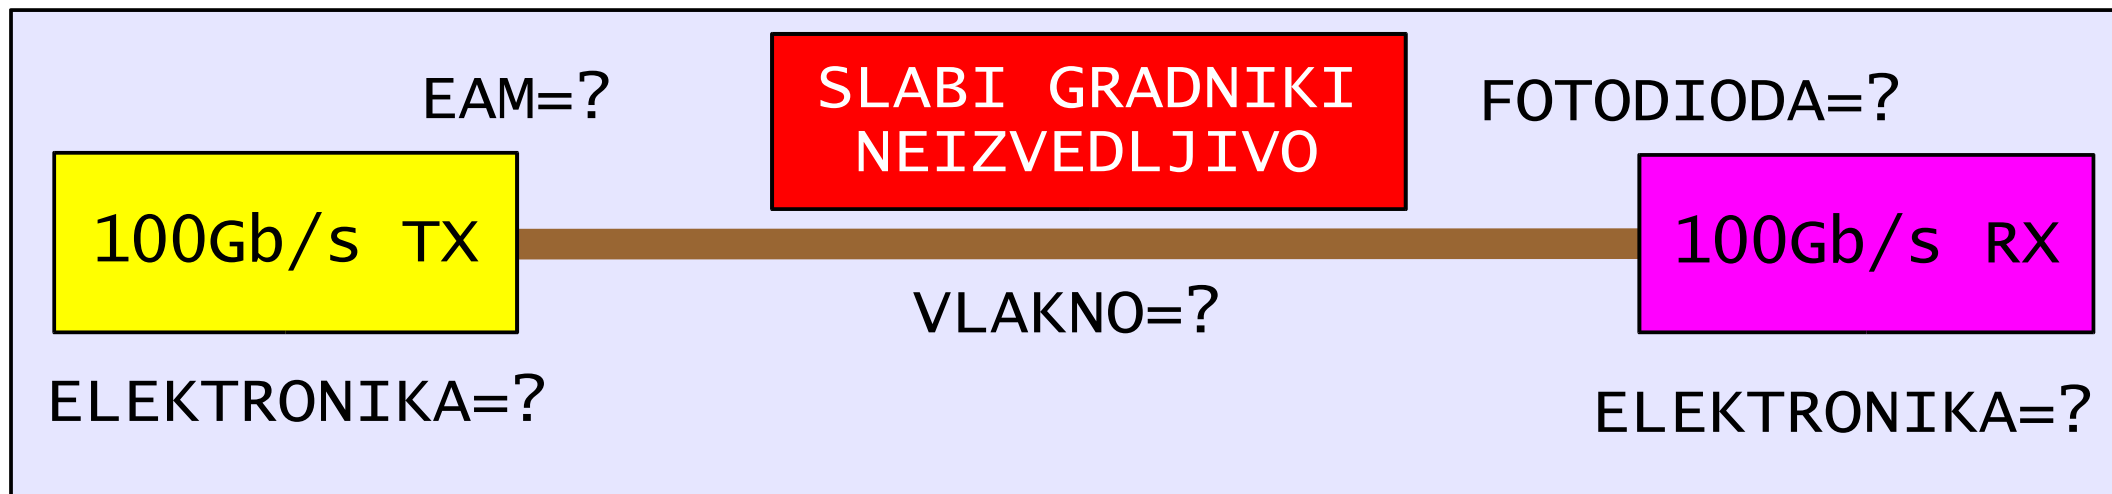 EAM=?
SLABI GRADNIKI
NEIZVEDLJIVO
FOTODIODA=?
100Gb/s TX
100Gb/s RX
VLAKNO=?
ELEKTRONIKA=?
ELEKTRONIKA=?